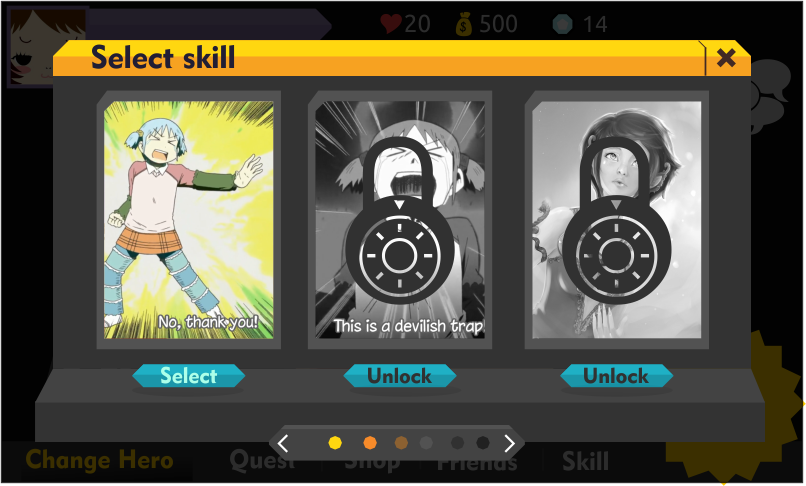 20 500 14
Select skill
No, thank you!
This is a devilish trap
Select Unlock Unlock
Change Hero Quest Shop Friends Skill